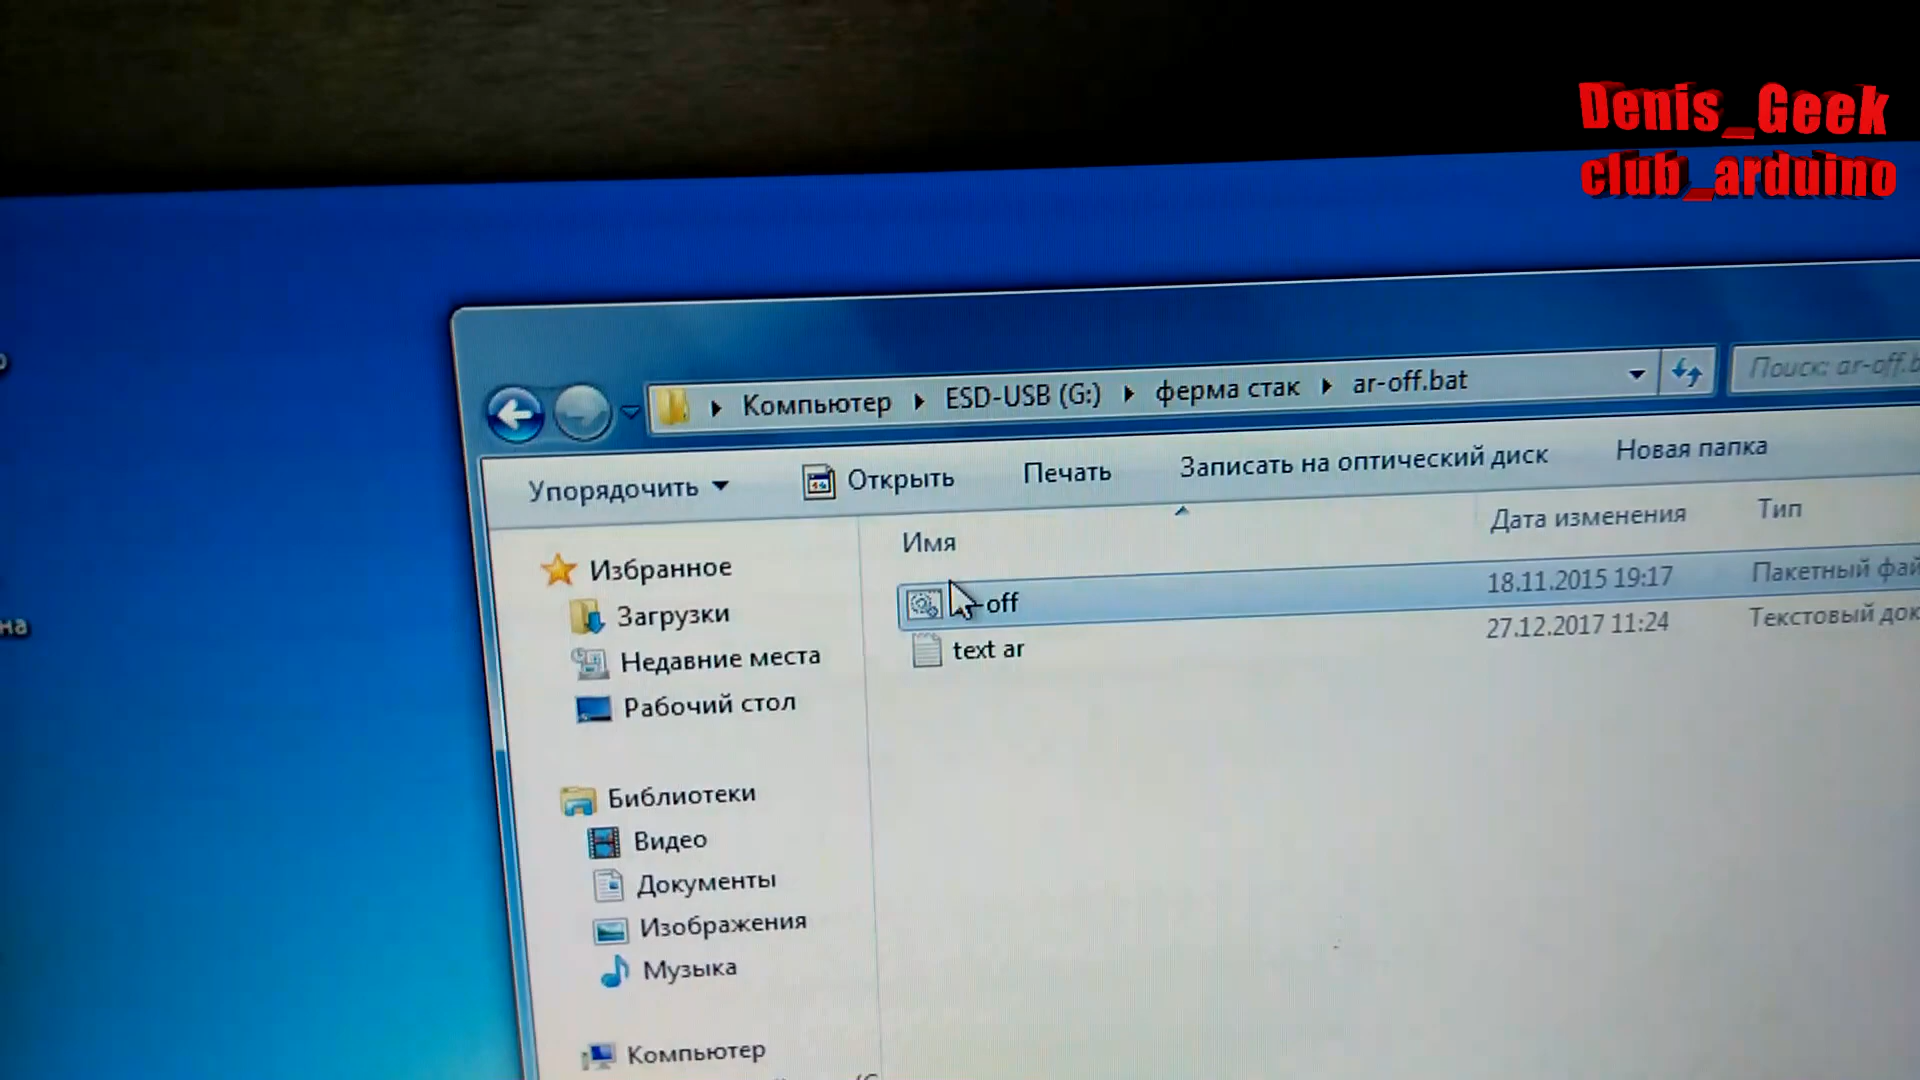 Denis_Geek
club_arduino
Компьютер ESD-USB (G:) ферма стак ar-off.bat
Поиск: ar-off.b
Упорядочить Открыть Печать Записать на оптический диск Новая папка
Имя Дата изменения Тип
-off 18.11.2015 19:17 Пакетный фай
text ar 27.12.2017 11:24 Текстовый док
Избранное
Загрузки
Недавние места
Рабочий стол
Библиотеки
Видео
Документы
Изображения
Музыка
Компьютер
на